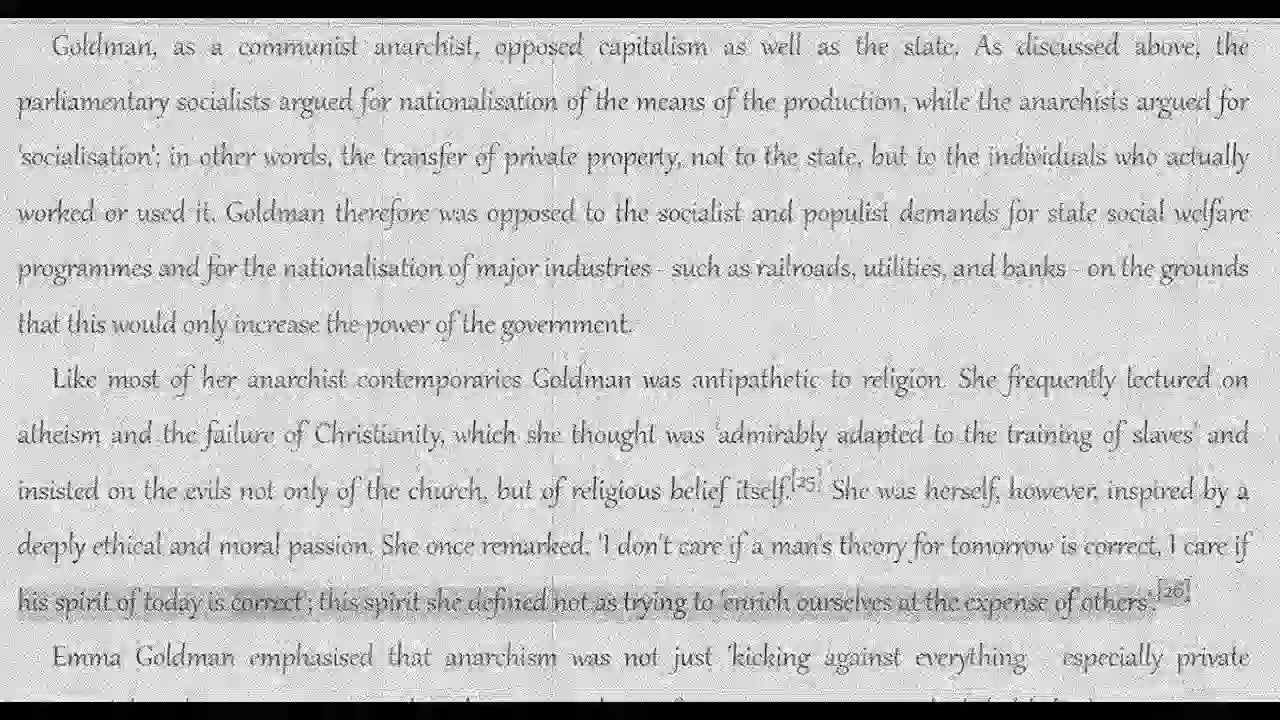 Goldman, as a communist anarchist, opposed capitalism as well as the state. As discussed above, the
parliamentary socialists argued for nationalisation of the means of the production, while the anarchists argued for
'socialisation'; in other words, the transfer of private property, not to the state, but to the individuals who actually
worked or used it. Goldman therefore was opposed to the socialist and populist demands for state social welfare
programmes and for the nationalisation of major industries - such as railroads, utilities, and banks - on the grounds
that this would only increase the power of the government.
Like most of her anarchist contemporaries Goldman was antipathetic to religion. She frequently lectured on
atheism and the failure of Christianity, which she thought was 'admirably adapted to the training of slaves' and
insisted on the evils not only of the church, but of religious belief itself.[25] She was herself, however, inspired by a
deeply ethical and moral passion. She once remarked, 'I don't care if a man's theory for tomorrow is correct, I care if
his spirit of today is correct'; this spirit she defined not as trying to 'enrich ourselves at the expense of others'.[26]
Emma Goldman emphasised that anarchism was not just 'kicking against everything - especially private